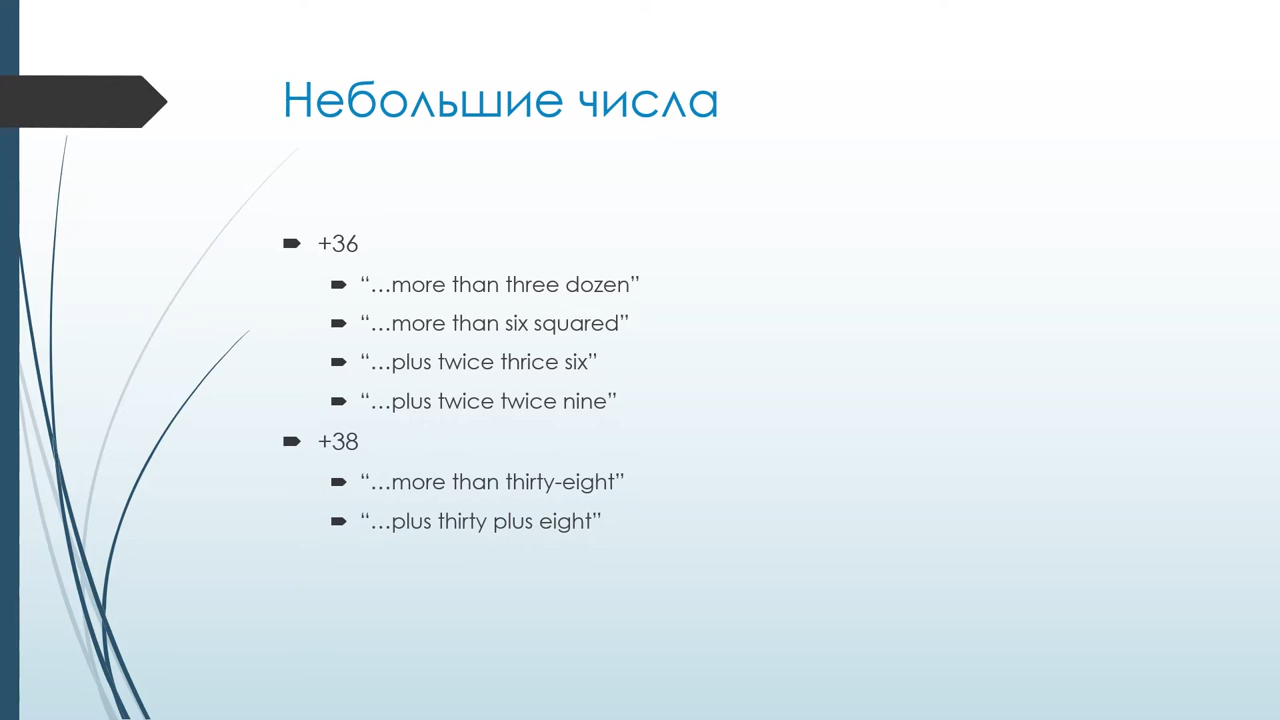 Небольшие числа
+36
“…more than three dozen”
“…more than six squared”
“…plus twice thrice six”
“…plus twice twice nine”
+38
“…more than thirty-eight”
“…plus thirty plus eight”